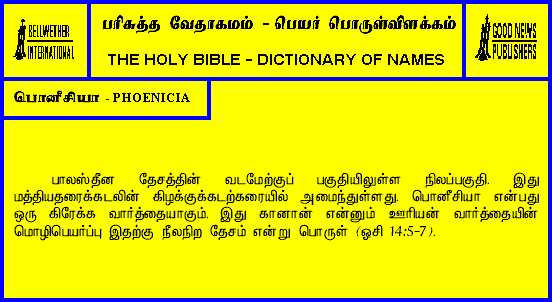 BELLWETHER
INTERNATIONAL
பரிசுத்த வேதாகமம் - பெயர் பொருள்விளக்கம்
THE HOLY BIBLE - DICTIONARY OF NAMES
GOOD NEWS
PUBLISHERS
பொனீசியா - PHOENICIA
பாலஸ்தீன தேசத்தின் வடமேற்குப் பகுதியிலுள்ள நிலப்பகுதி. இது
மத்தியதரைக்கடலின் கிழக்குக்கடற்கரையில் அமைந்துள்ளது. பொனீசியா என்பது
ஒரு கிரேக்க வார்த்தையாகும். இது கானான் என்னும் ஊரியன் வார்த்தையின்
மொழிபெயர்ப்பு இதற்கு நீலநிற தேசம் என்று பொருள் (ஒசி 14:5-7).